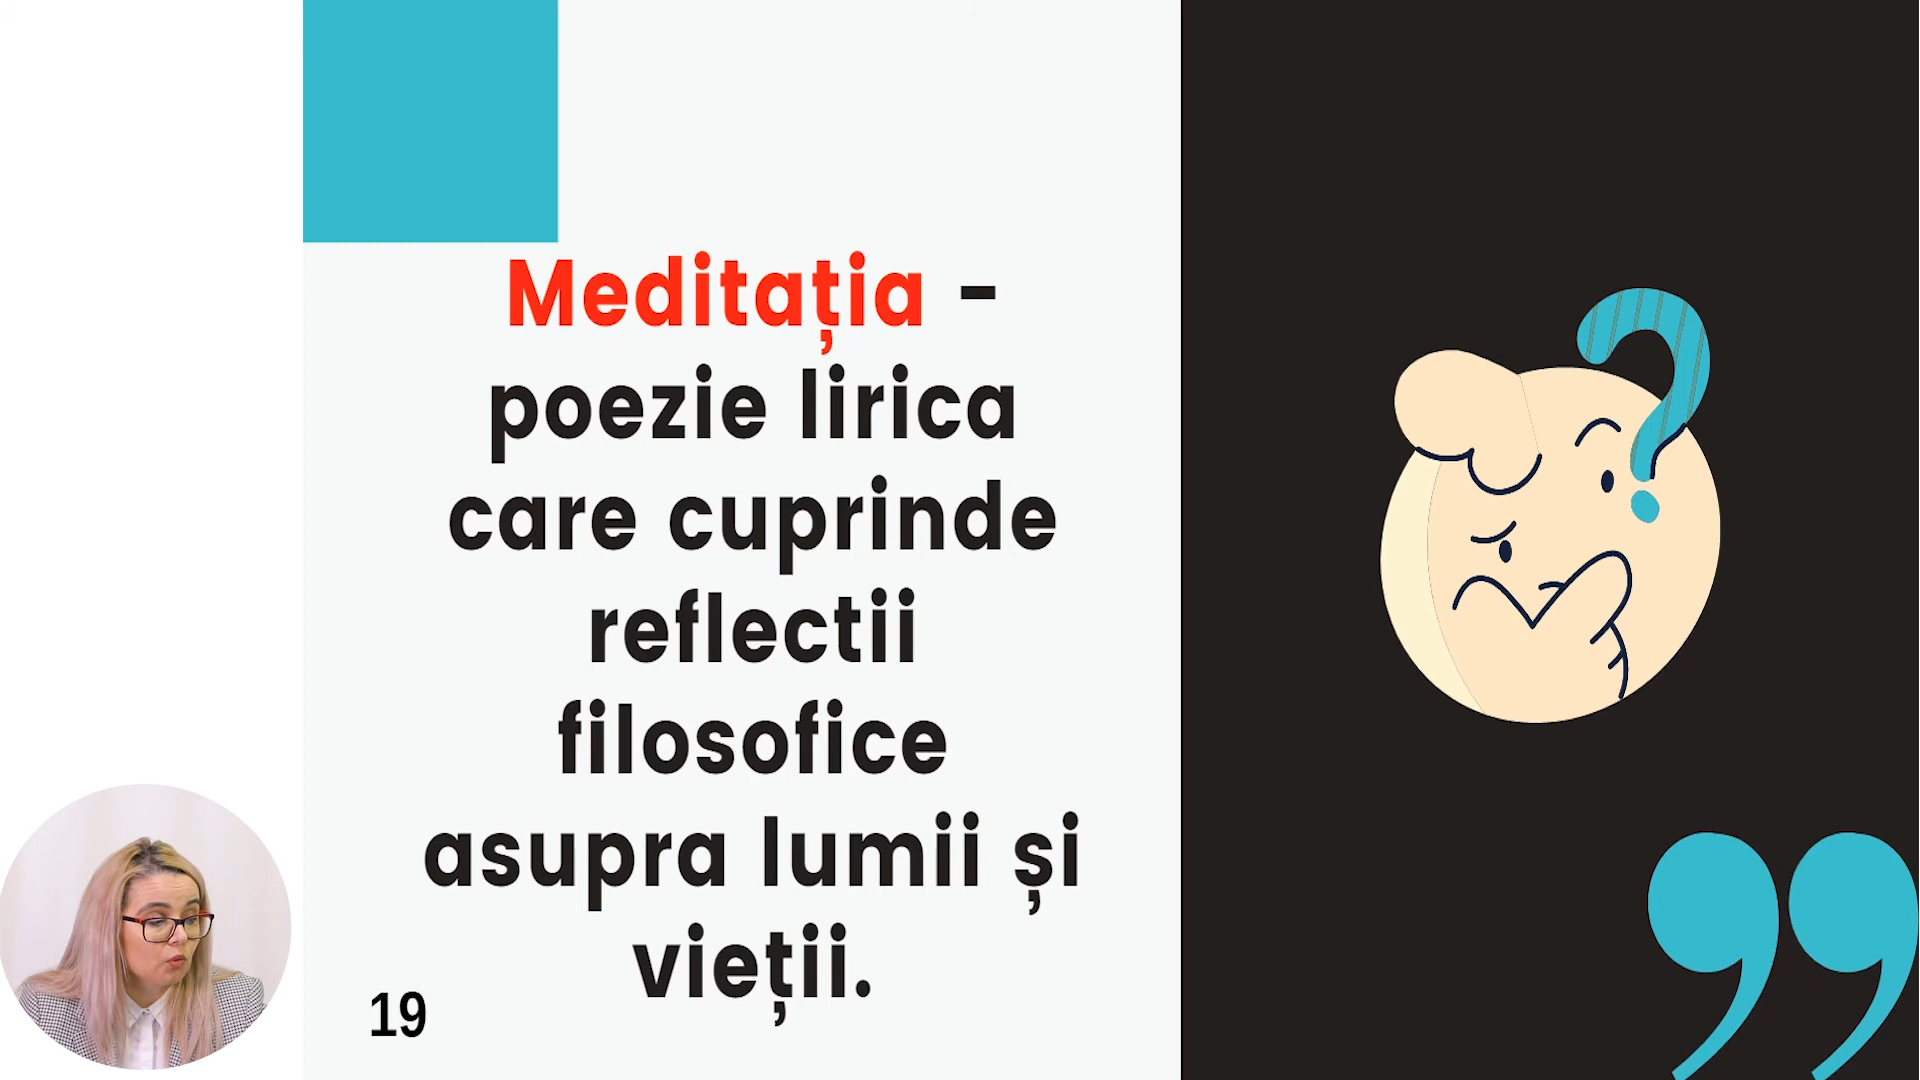 Meditația -
poezie lirica
care cuprinde
reflectii
filosofice
asupra lumii și
vieții.
19